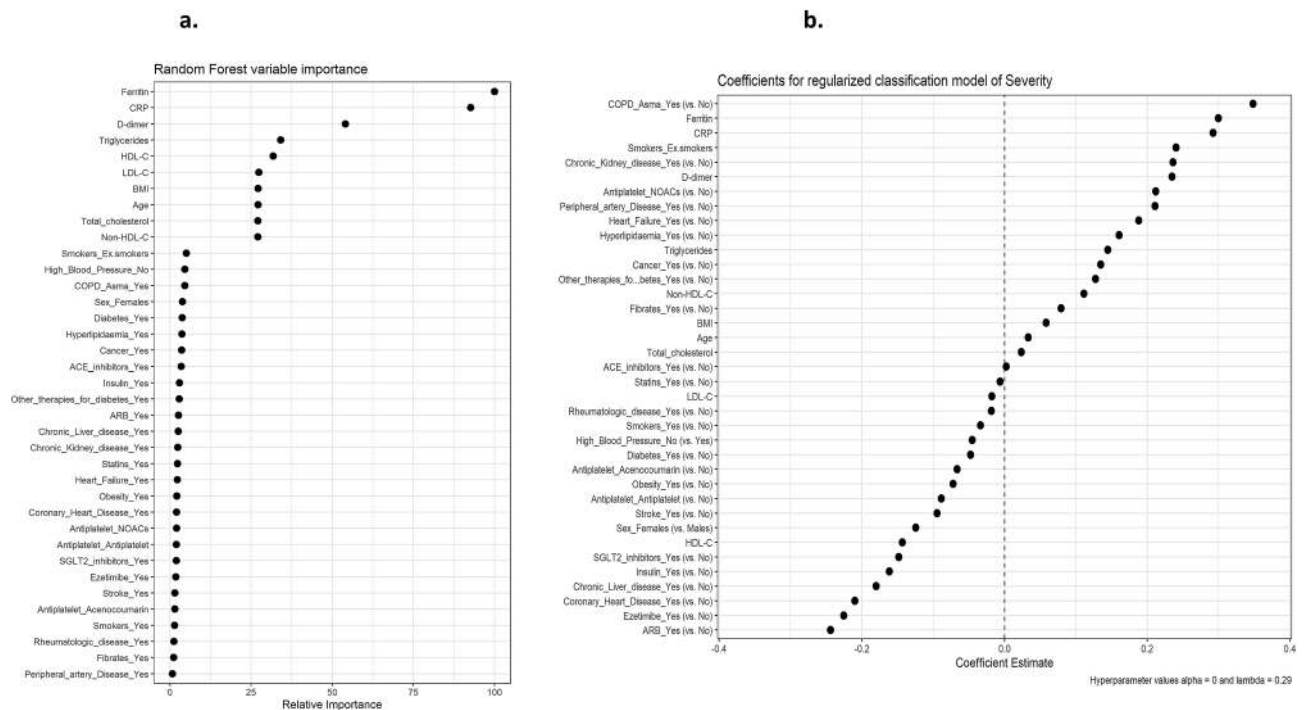 a.
Random Forest variable importance
Ferritin
CRP
D-dimer
Triglycerides
HDL-C
LDL-C
BMI
Age
Total_cholesterol
Non-HDL-C
Smokers_Ex.smokers
High_Blood_Pressure_No
COPD_Asma_Yes
Sex_Females
Diabetes_Yes
Hyperlipidaemia_Yes
Cancer_Yes
ACE_inhibitors_Yes
Insulin_Yes
Other_therapies_for_diabetes_Yes
ARB_Yes
Chronic_Liver_disease_Yes
Chronic_Kidney_disease_Yes
Statins_Yes
Heart_Failure_Yes
Obesity_Yes
Coronary_Heart_Disease_Yes
Antiplatelet_NOACs
Antiplatelet_Antiplatelet
SGLT2_inhibitors_Yes
Ezetimibe_Yes
Stroke_Yes
Antiplatelet_Acenocoumarin
Smokers_Yes
Rheumatologic_disease_Yes
Fibrates_Yes
Peripheral_artery_Disease_Yes
0 25 50 75 100
Relative Importance
b.
Coefficients for regularized classification model of Severity
COPD_Asma_Yes (vs. No)
Ferritin
CRP
Smokers_Ex.smokers
Chronic_Kidney_disease_Yes (vs. No)
D-dimer
Antiplatelet_NOACs (vs. No)
Peripheral_artery_Disease_Yes (vs. No)
Heart_Failure_Yes (vs. No)
Hyperlipidaemia_Yes (vs. No)
Triglycerides
Cancer_Yes (vs. No)
Other_therapies_fo...betes_Yes (vs. No)
Non-HDL-C
Fibrates_Yes (vs. No)
BMI
Age
Total_cholesterol
ACE_inhibitors_Yes (vs. No)
Statins_Yes (vs. No)
LDL-C
Rheumatologic_disease_Yes (vs. No)
Smokers_Yes (vs. No)
High_Blood_Pressure_No (vs. Yes)
Diabetes_Yes (vs. No)
Antiplatelet_Acenocoumarin (vs. No)
Obesity_Yes (vs. No)
Antiplatelet_Antiplatelet (vs. No)
Stroke_Yes (vs. No)
Sex_Females (vs. Males)
HDL-C
SGLT2_inhibitors_Yes (vs. No)
Insulin_Yes (vs. No)
Chronic_Liver_disease_Yes (vs. No)
Coronary_Heart_Disease_Yes (vs. No)
Ezetimibe_Yes (vs. No)
ARB_Yes (vs. No)
-0.4 -0.2 0.0 0.2 0.4
Coefficient Estimate
Hyperparameter values alpha = 0 and lambda = 0.29